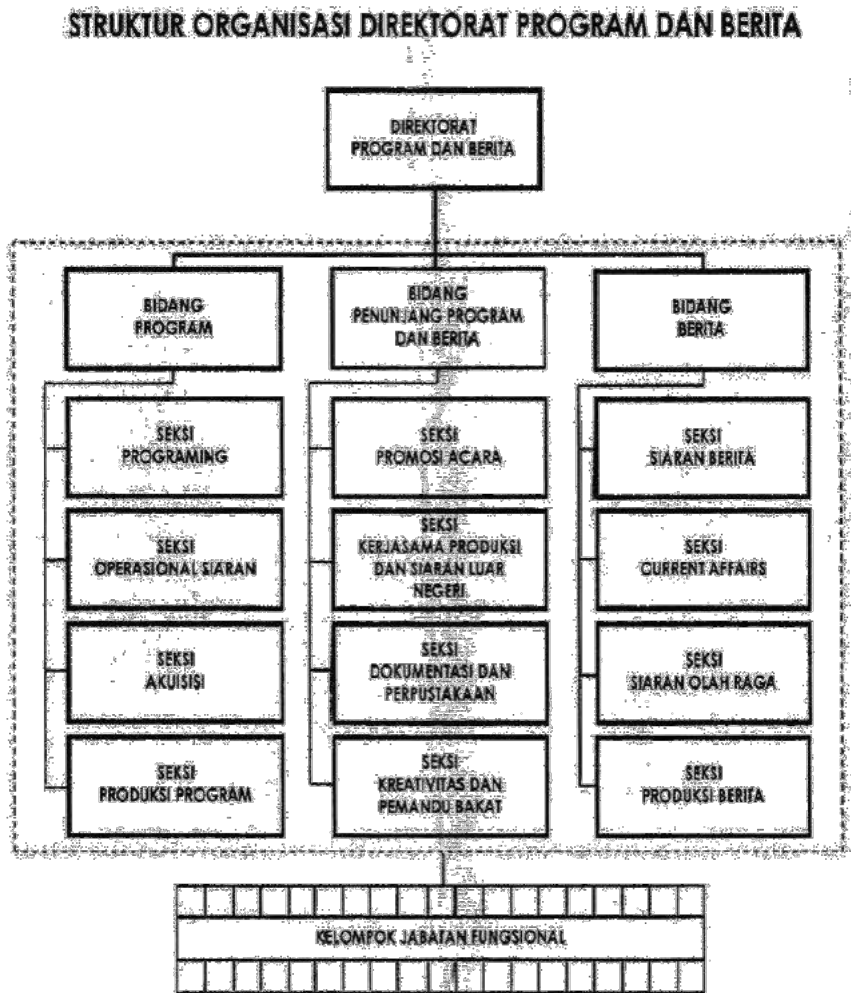 STRUKTUR ORGANISASI DIREKTORAT PROGRAM DAN BERITA
DIREKTORAT
PROGRAM DAN BERITA
BIDANG
PROGRAM
BIDANG
PENUNJANG PROGRAM
DAN BERITA
BIDANG
BERITA
SEKSI
PROGRAMING
SEKSI
PROMOSI ACARA
SEKSI
SIARAN BERITA
SEKSI
OPERASIONAL SIARAN
SEKSI
KERJASAMA PRODUKSI
DAN SIARAN LUAR
NEGERI
SEKSI
CURRENT AFFAIRS
SEKSI
AKUISISI
SEKSI
DOKUMENTASI DAN
PERPUSTAKAAN
SEKSI
SIARAN OLAH RAGA
SEKSI
PRODUKSI PROGRAM
SEKSI
KREATIVITAS DAN
PEMANDU BAKAT
SEKSI
PRODUKSI BERITA
KELOMPOK JABATAN FUNGSIONAL